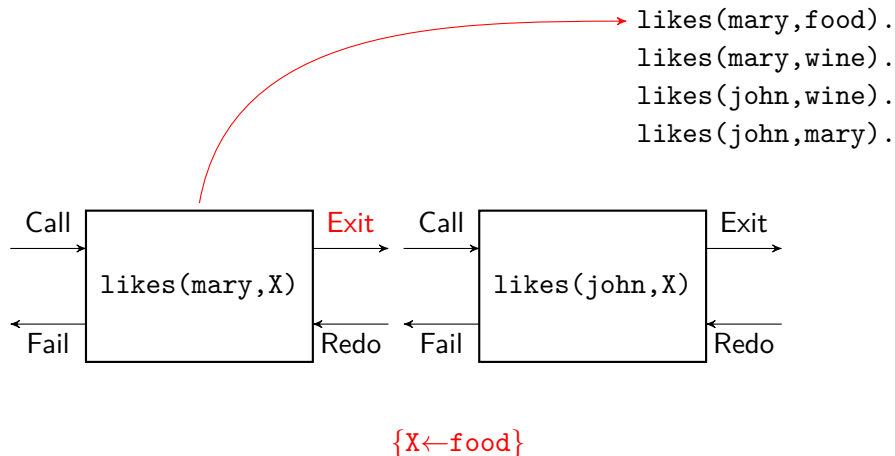 likes(mary,food).
likes(mary,wine).
likes(john,wine).
likes(john,mary).
Call Exit Call Exit
likes(mary,X) likes(john,X)
Fail Redo Fail Redo
{X←food}